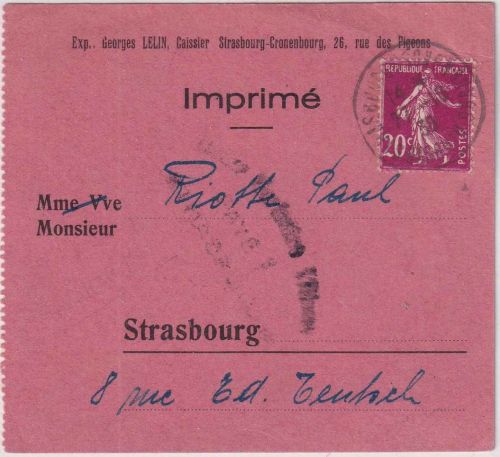 Exp.. Georges LELIN, Caissier Strasbourg-Cronenbourg, 26, rue des Pigeons
REPUBLIQUE FRANÇAISE
20c
POSTES
Imprimé
Mme Vve
Riotte Paul
Monsieur
Strasbourg
8 rue Ed. Teutsch